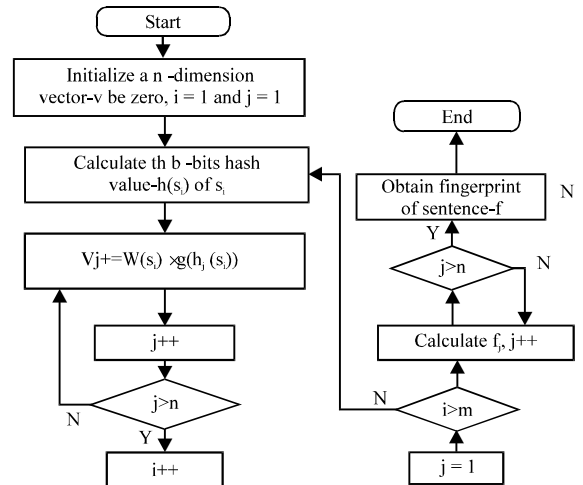 Start
Initialize a n -dimension
vector-v be zero, i = 1 and j = 1
Calculate th b -bits hash
value-h(sᵢ) of sᵢ
Vj+=W(sᵢ) ×g(hⱼ (sᵢ))
j++
j>n
N
Y
i++
End
Obtain fingerprint
of sentence-f
N
Y
j>n
N
Calculate fⱼ, j++
N
i>m
j = 1